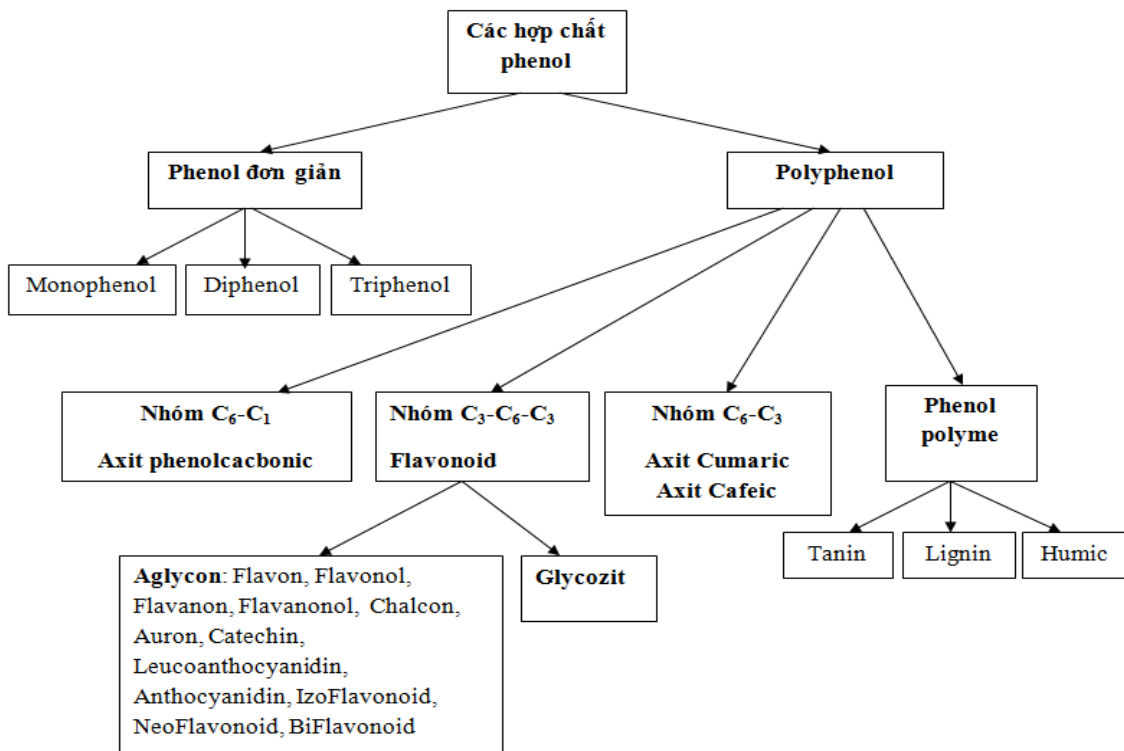 Các hợp chất
phenol
Phenol đơn giản
Polyphenol
Monophenol
Diphenol
Triphenol
Nhóm C₆-C₁
Axit phenolcacbonic
Nhóm C₃-C₆-C₃
Flavonoid
Nhóm C₆-C₃
Axit Cumaric
Axit Cafeic
Phenol
polyme
Tanin
Lignin
Humic
Aglycon: Flavon, Flavonol,
Flavanon, Flavanonol, Chalcon,
Auron, Catechin,
Leucoanthocyanidin,
Anthocyanidin, IzoFlavonoid,
NeoFlavonoid, BiFlavonoid
Glycozit